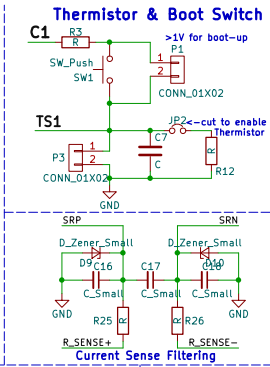 Thermistor & Boot Switch
C1
R3
R
>1V for boot-up
P1
SW_Push
SW1
1
2
CONN_01X02
TS1
JP2
<-cut to enable
Thermistor
C7
C
P3
1
2
R
CONN_01X02
R12
GND
SRP
SRN
D_Zener_Small
D_Zener_Small
D9
D10
C16
C17
C18
C_Small
C_Small
C_Small
GND
GND
R25
R
R
R26
R_SENSE+
R_SENSE-
Current Sense Filtering